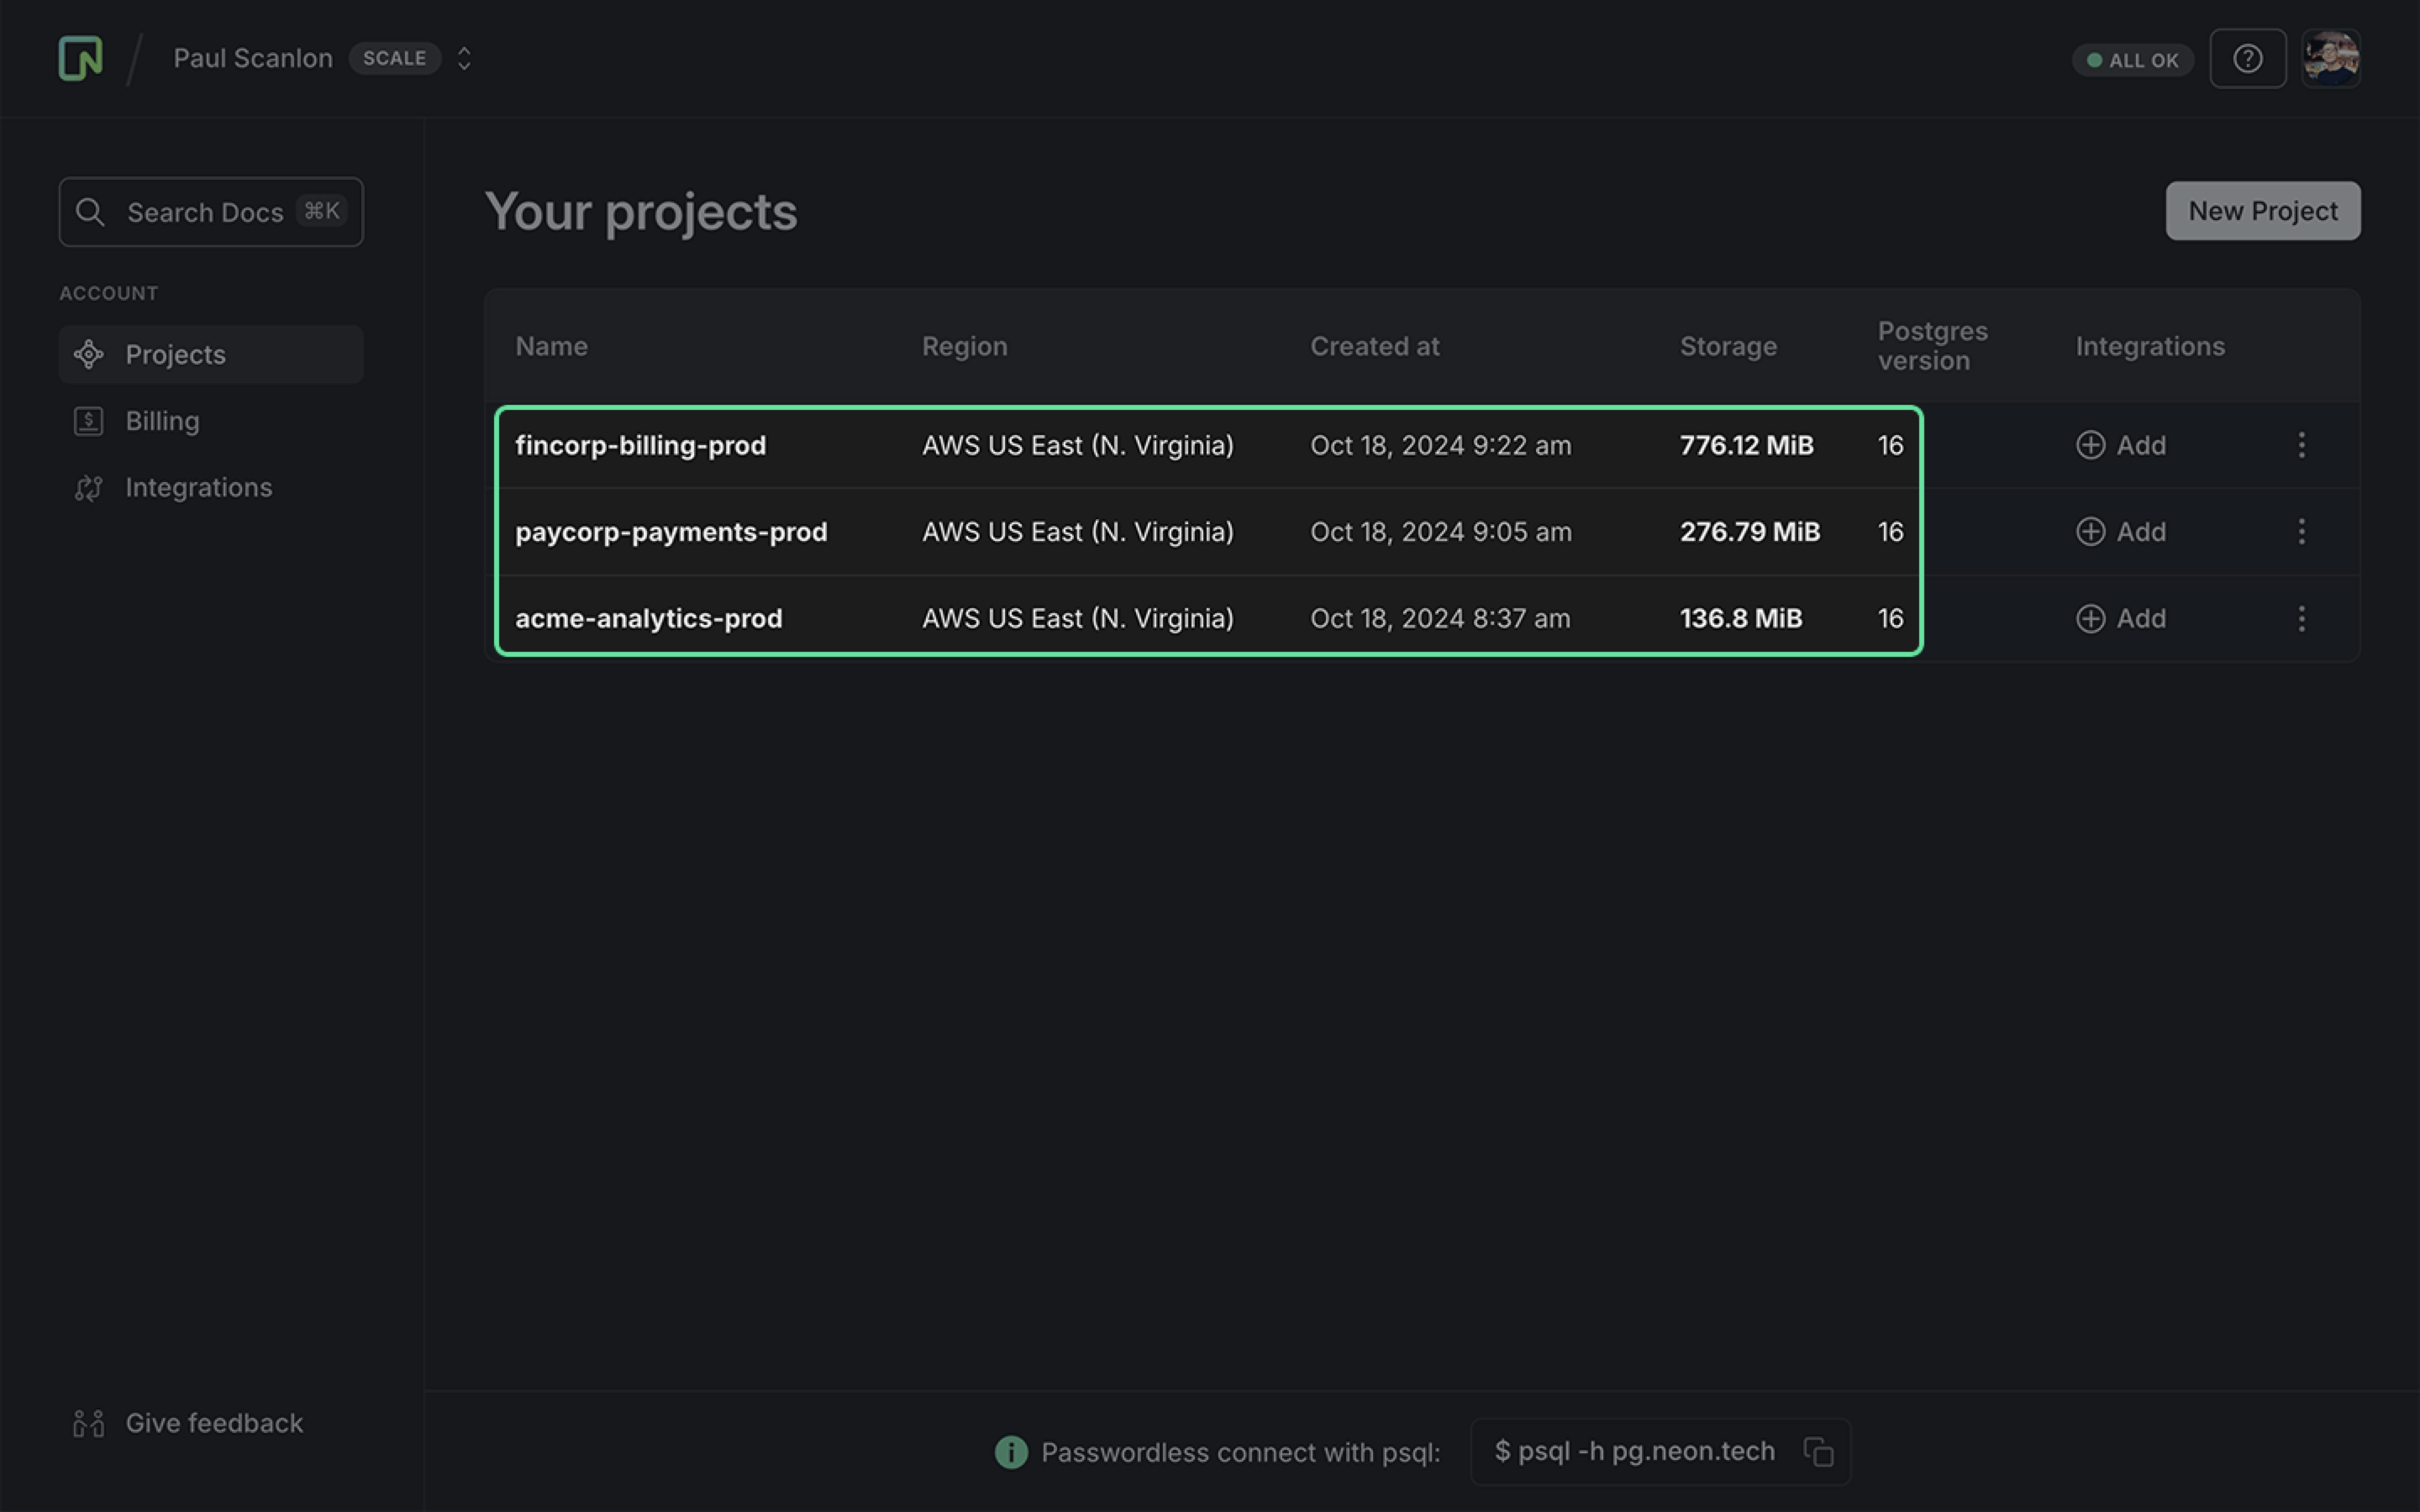 Paul Scanlon SCALE
ALL OK
Search Docs ⌘K
ACCOUNT
Projects
Billing
Integrations
Your projects
New Project
Name Region Created at Storage Postgres version Integrations
fincorp-billing-prod AWS US East (N. Virginia) Oct 18, 2024 9:22 am 776.12 MiB 16 Add
paycorp-payments-prod AWS US East (N. Virginia) Oct 18, 2024 9:05 am 276.79 MiB 16 Add
acme-analytics-prod AWS US East (N. Virginia) Oct 18, 2024 8:37 am 136.8 MiB 16 Add
Give feedback
Passwordless connect with psql: $ psql -h pg.neon.tech